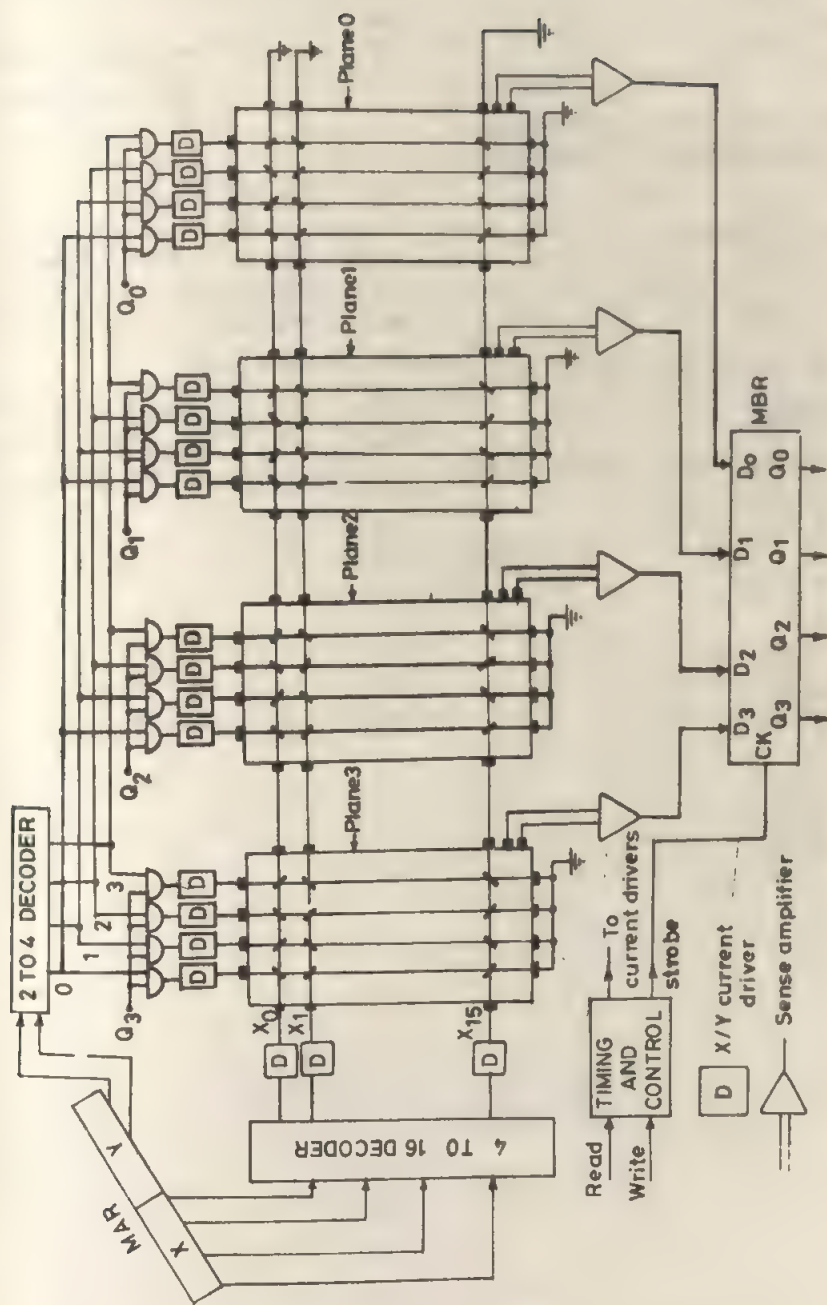 MAR
X Y
2 TO 4 DECODER
0 1 2 3
Q3
D D D D
Q2
D D D D
Q1
D D D D
Q0
D D D D
4 TO 16 DECODER
D
X0
D
X1
D
X15
Plane3
Plane2
Plane1
Plane0
Read
Write
TIMING
AND
CONTROL
To
current drivers
strobe
MBR
D3 D2 D1 Do
CK
Q3 Q2 Q1 Q0
D
X/Y current
driver
Sense amplifier